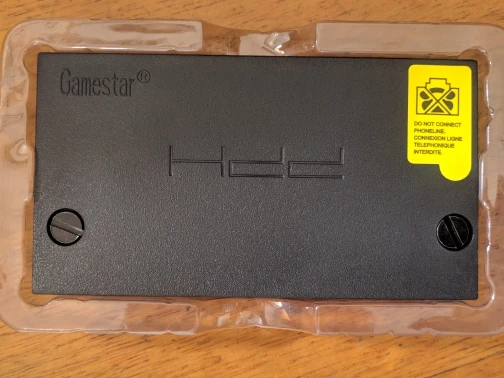 Gamestar®
Hdd
DO NOT CONNECT
PHONELINE.
CONNEXION LIGNE
TELEPHONIQUE
INTERDITE.